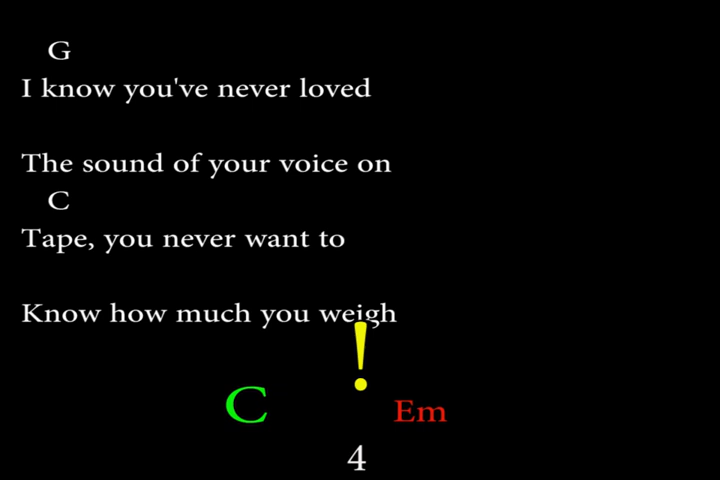 G
I know you've never loved
The sound of your voice on
C
Tape, you never want to
Know how much you weigh
!
C Em
4